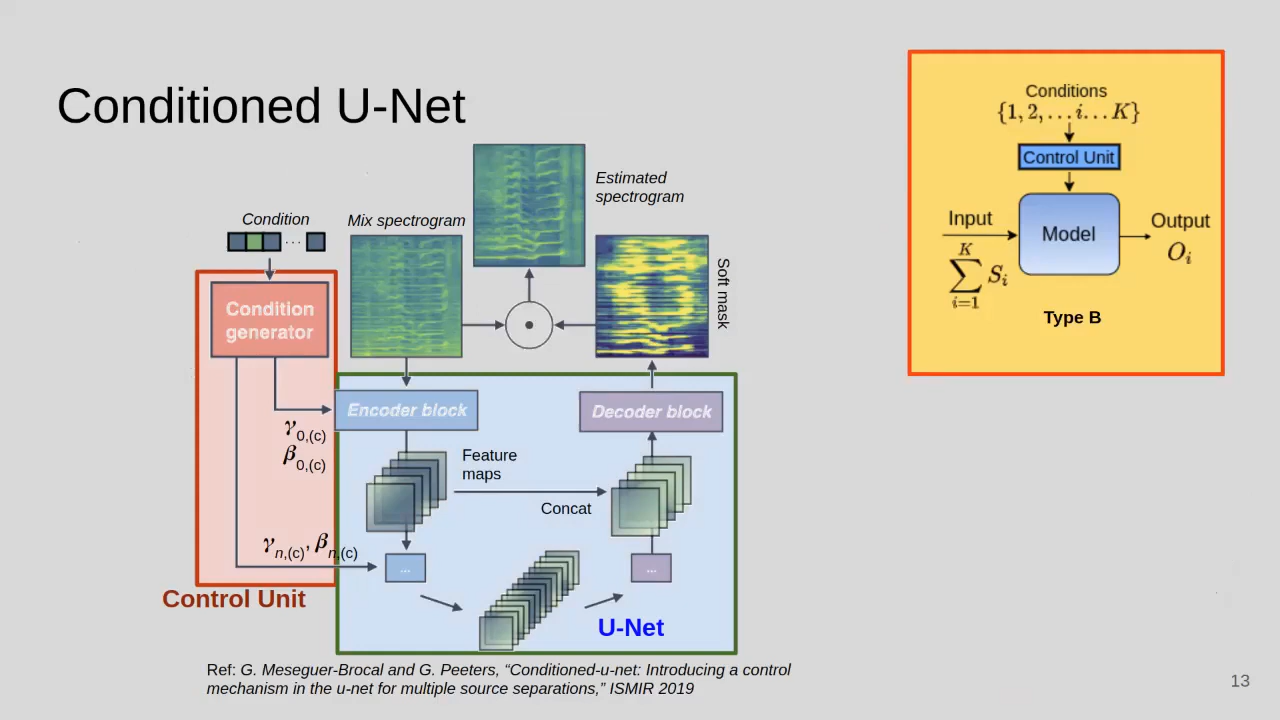 Conditioned U-Net
Condition
...
Mix spectrogram
Estimated
spectrogram
Soft mask
Condition
generator
Encoder block
Decoder block
γ0,(c)
β0,(c)
Feature
maps
Concat
γn,(c), βn,(c)
...
...
Control Unit
U-Net
Ref: G. Meseguer-Brocal and G. Peeters, “Conditioned-u-net: Introducing a control
mechanism in the u-net for multiple source separations,” ISMIR 2019
Conditions
{1, 2, ... i ... K}
Control Unit
Input
Model
Output
K
∑ Si
i=1
Oi
Type B
13